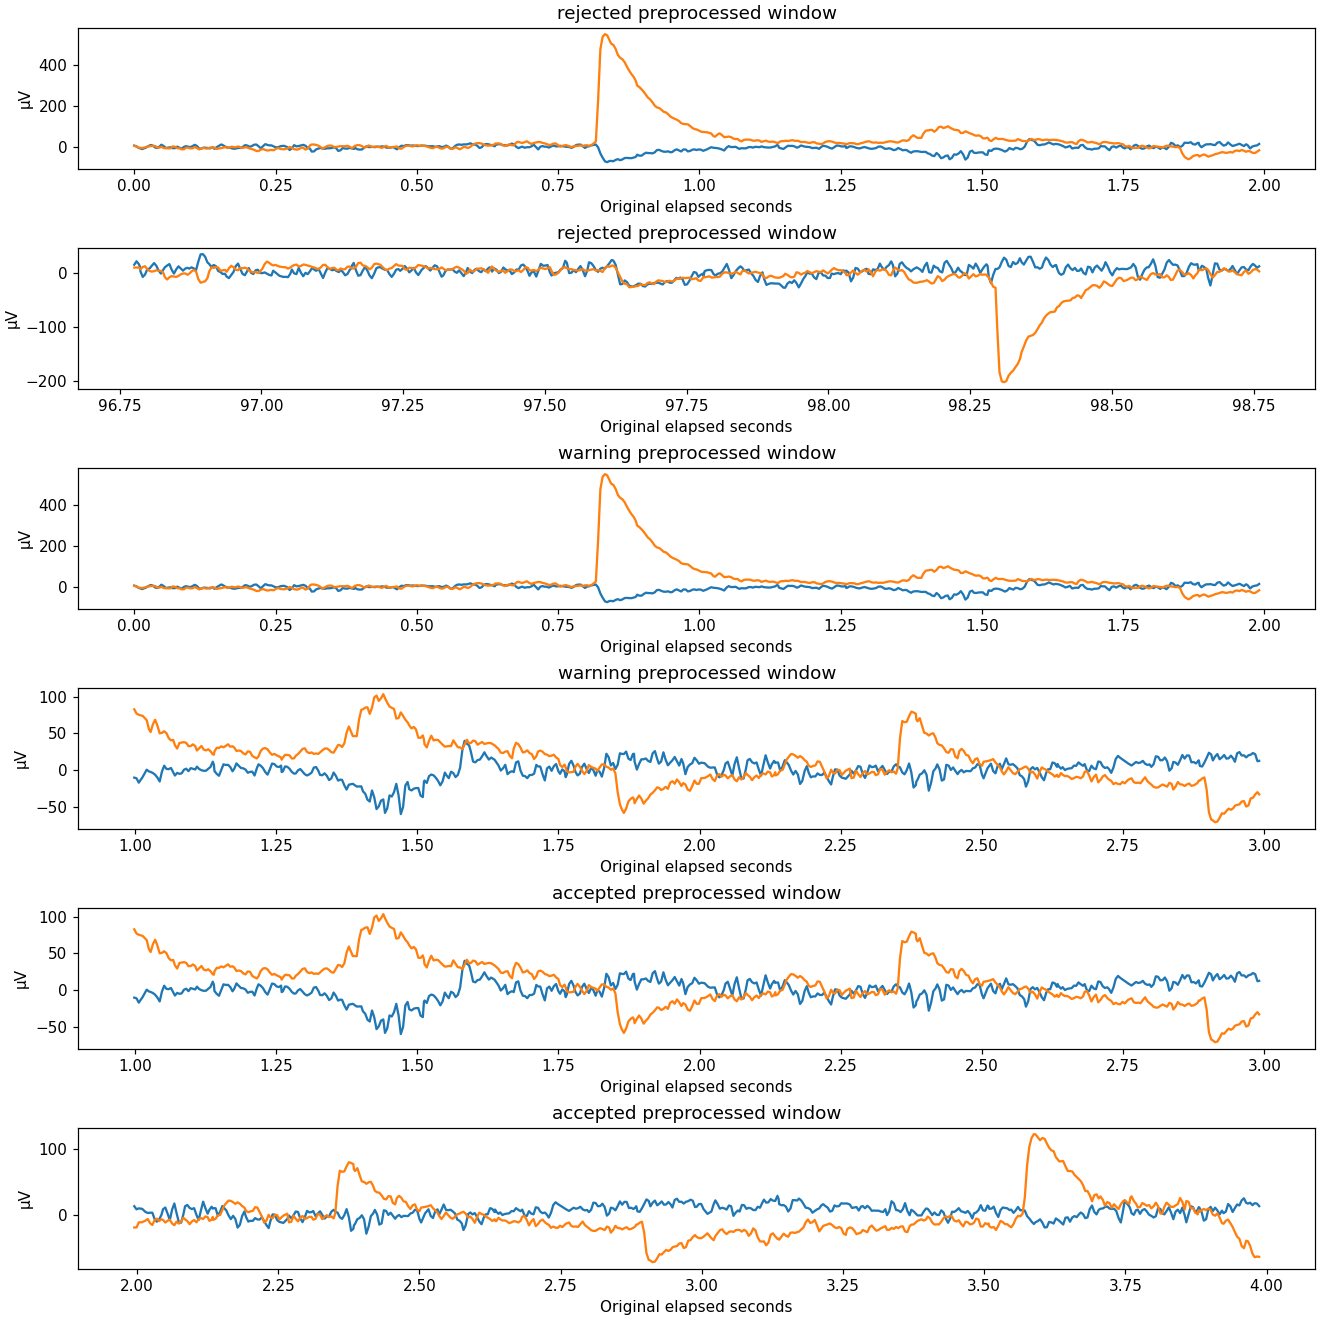 rejected preprocessed window
400
200
0
µV
0.00 0.25 0.50 0.75 1.00 1.25 1.50 1.75 2.00
Original elapsed seconds
rejected preprocessed window
0
−100
−200
µV
96.75 97.00 97.25 97.50 97.75 98.00 98.25 98.50 98.75
Original elapsed seconds
warning preprocessed window
400
200
0
µV
0.00 0.25 0.50 0.75 1.00 1.25 1.50 1.75 2.00
Original elapsed seconds
warning preprocessed window
100
50
0
−50
µV
1.00 1.25 1.50 1.75 2.00 2.25 2.50 2.75 3.00
Original elapsed seconds
accepted preprocessed window
100
50
0
−50
µV
1.00 1.25 1.50 1.75 2.00 2.25 2.50 2.75 3.00
Original elapsed seconds
accepted preprocessed window
100
0
µV
2.00 2.25 2.50 2.75 3.00 3.25 3.50 3.75 4.00
Original elapsed seconds